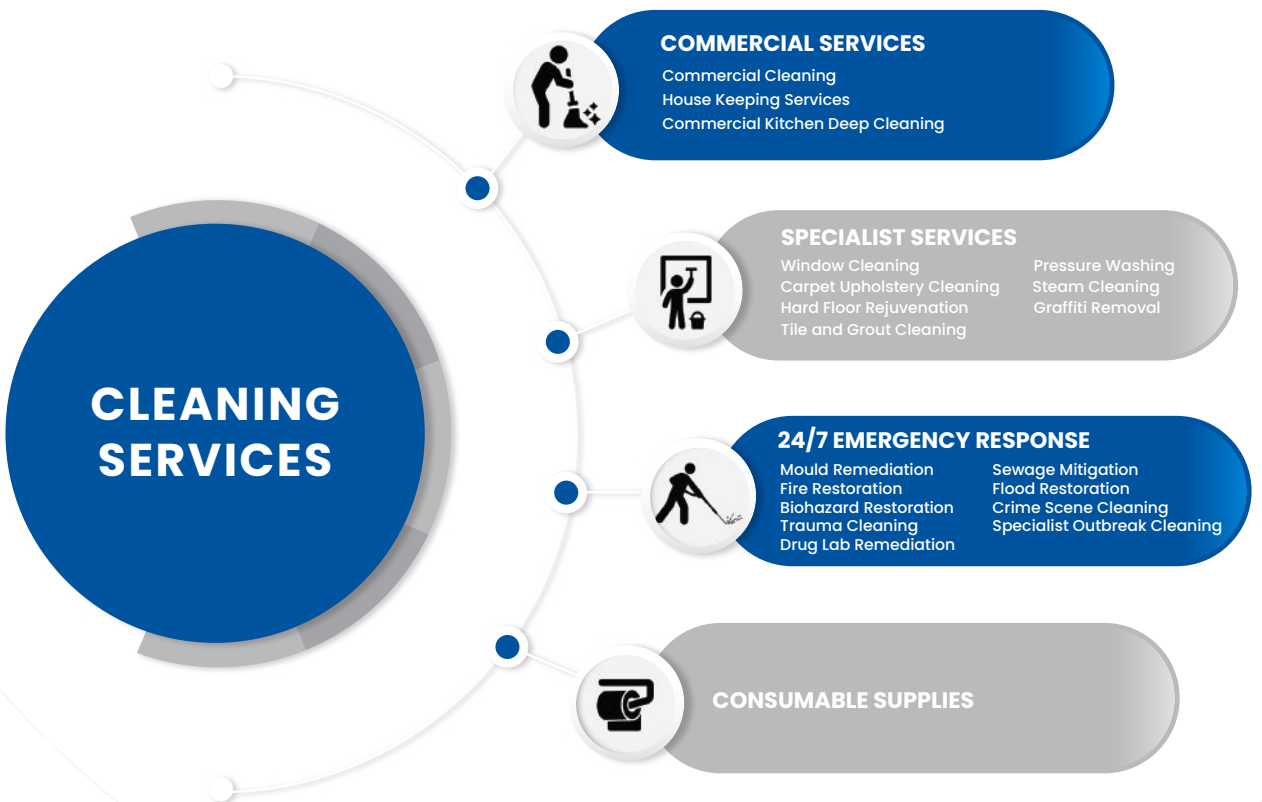 CLEANING
SERVICES
COMMERCIAL SERVICES
Commercial Cleaning
House Keeping Services
Commercial Kitchen Deep Cleaning
SPECIALIST SERVICES
Window Cleaning
Carpet Upholstery Cleaning
Hard Floor Rejuvenation
Tile and Grout Cleaning
Pressure Washing
Steam Cleaning
Graffiti Removal
24/7 EMERGENCY RESPONSE
Mould Remediation
Fire Restoration
Biohazard Restoration
Trauma Cleaning
Drug Lab Remediation
Sewage Mitigation
Flood Restoration
Crime Scene Cleaning
Specialist Outbreak Cleaning
CONSUMABLE SUPPLIES